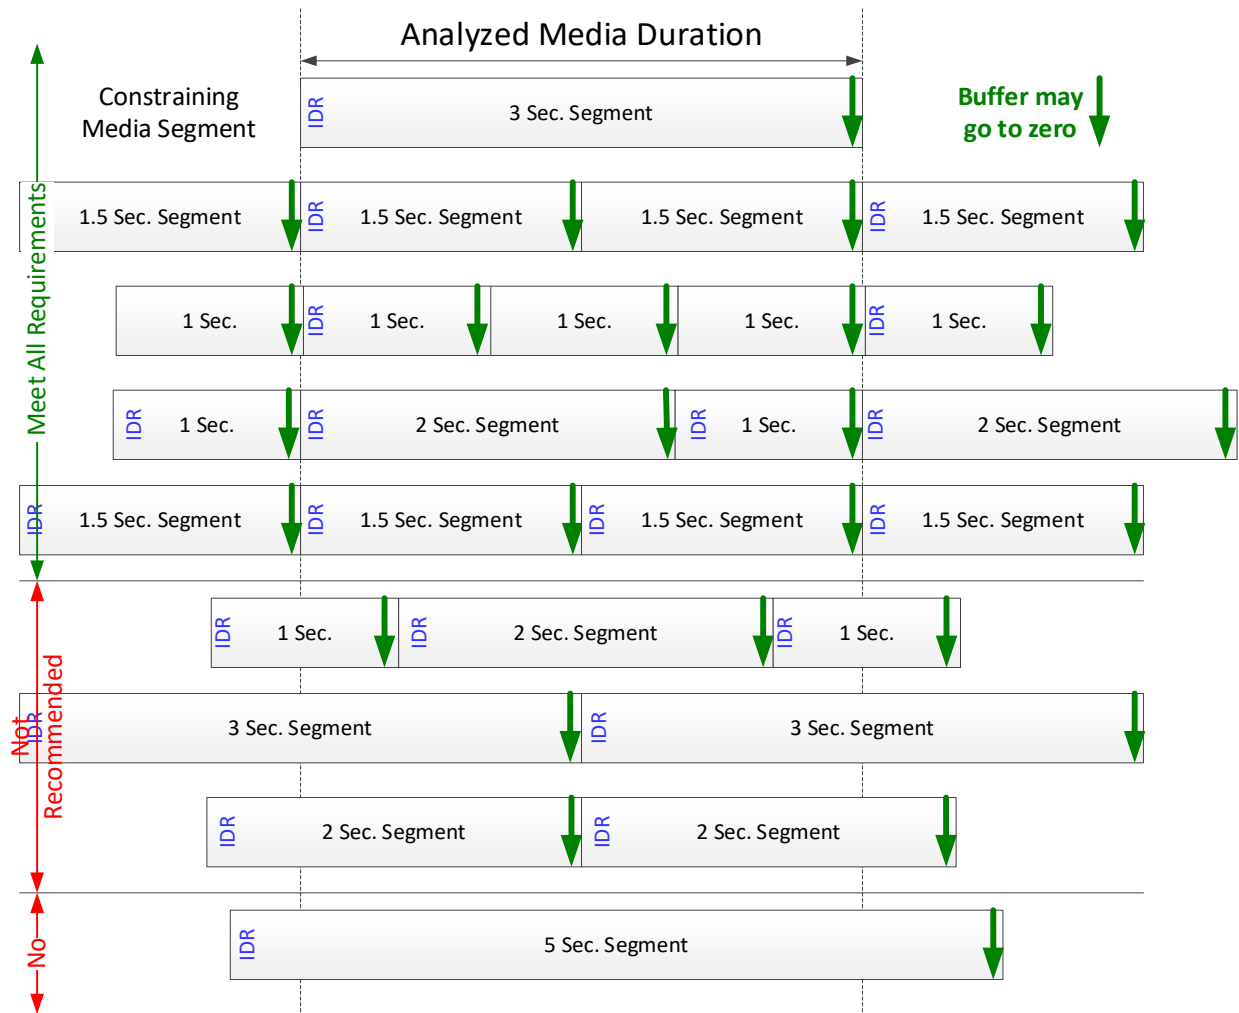 Analyzed Media Duration
Constraining
Media Segment
IDR
3 Sec. Segment
Buffer may
go to zero
Meet All Requirements
1.5 Sec. Segment
IDR
1.5 Sec. Segment
1.5 Sec. Segment
IDR
1.5 Sec. Segment
1 Sec.
IDR
1 Sec.
1 Sec.
1 Sec.
IDR
1 Sec.
IDR
1 Sec.
IDR
2 Sec. Segment
IDR
1 Sec.
IDR
2 Sec. Segment
IDR
1.5 Sec. Segment
IDR
1.5 Sec. Segment
IDR
1.5 Sec. Segment
IDR
1.5 Sec. Segment
Not
Recommended
IDR
1 Sec.
IDR
2 Sec. Segment
IDR
1 Sec.
IDR
3 Sec. Segment
IDR
3 Sec. Segment
IDR
2 Sec. Segment
IDR
2 Sec. Segment
No
IDR
5 Sec. Segment